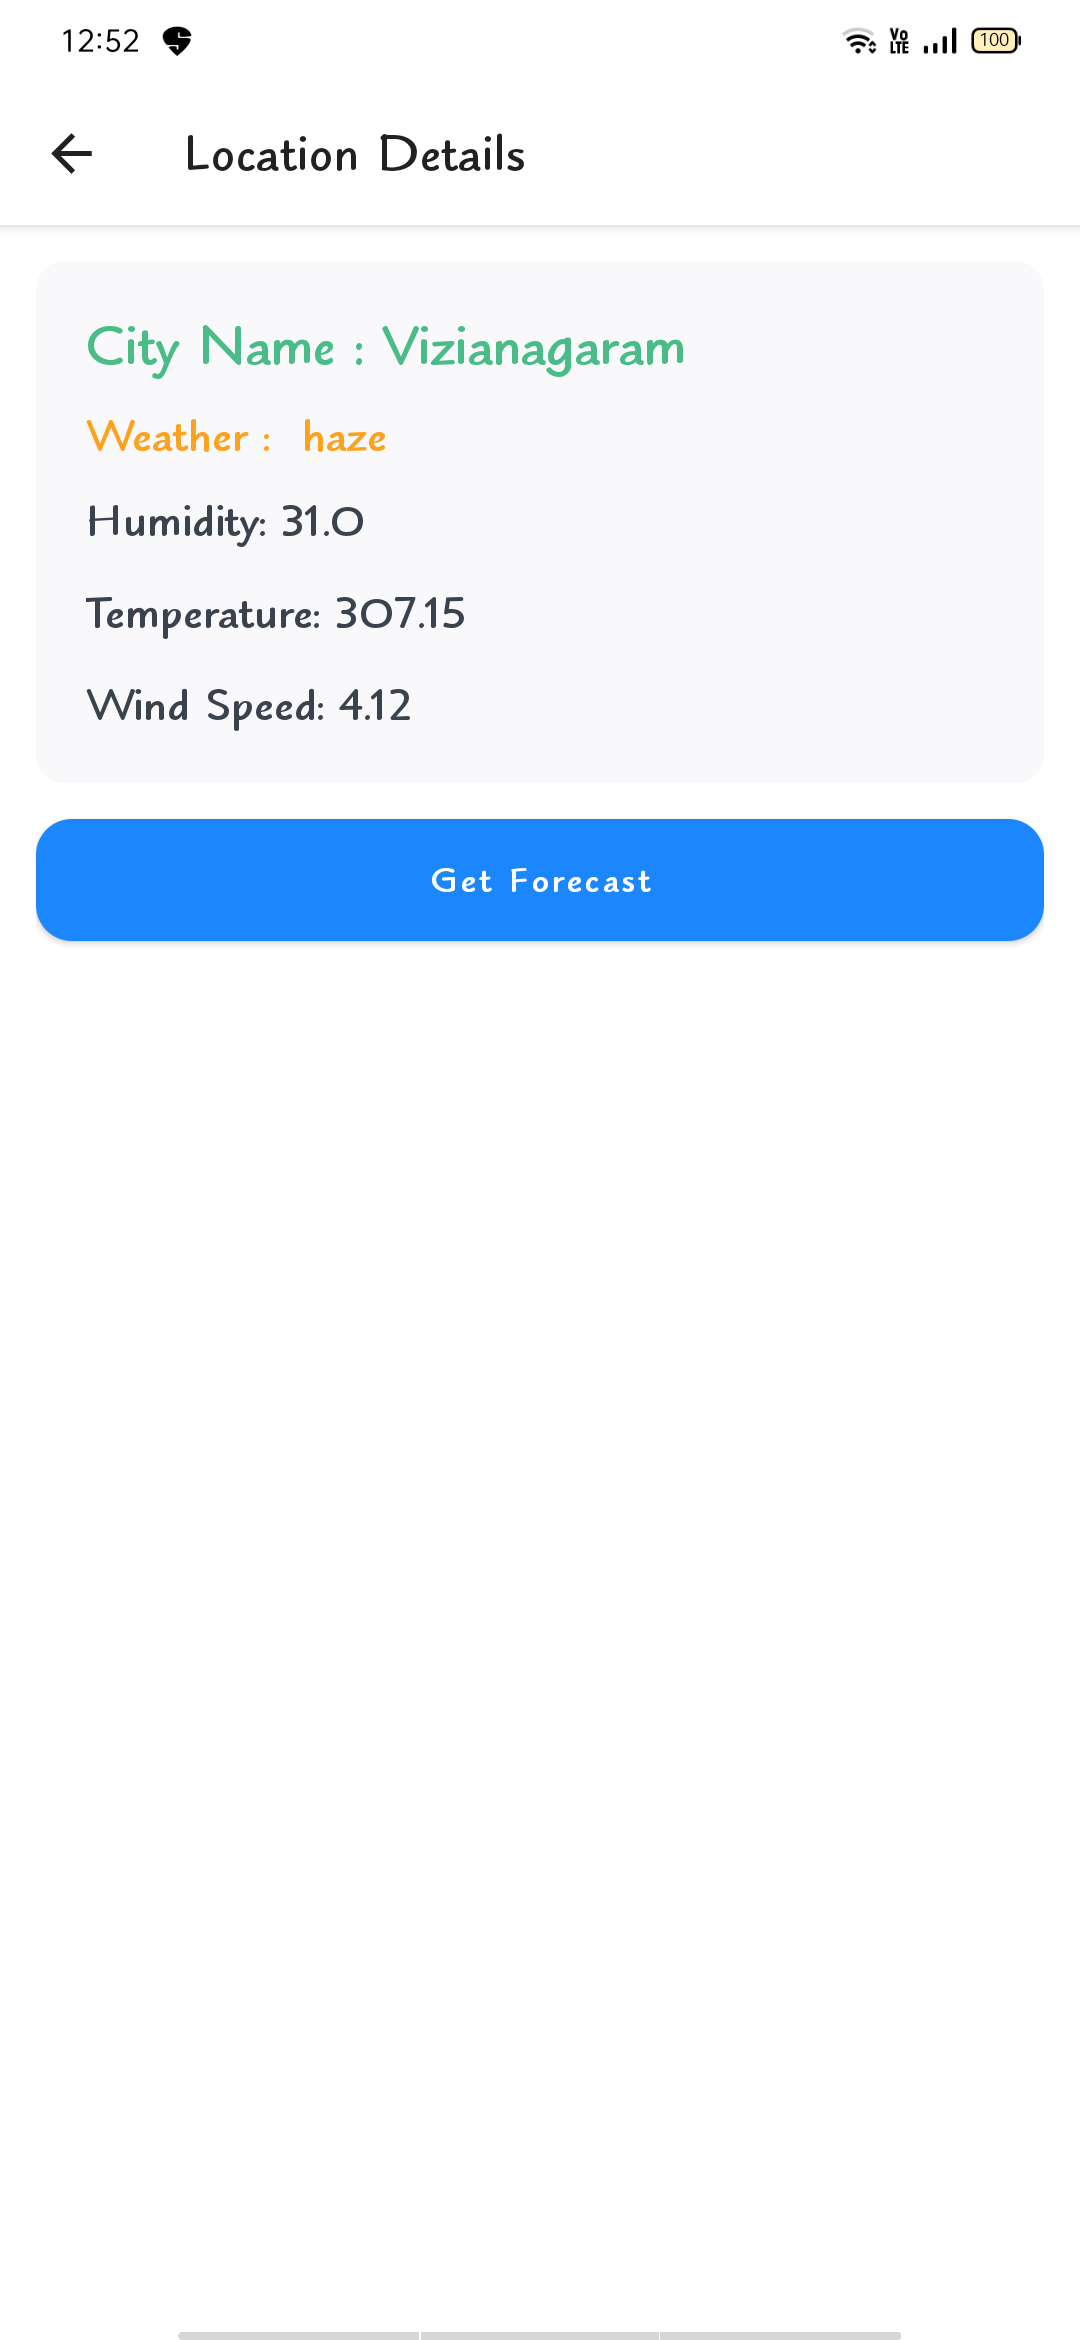 12:52 Vo LTE 100
Location Details
City Name : Vizianagaram
Weather : haze
Humidity: 31.0
Temperature: 307.15
Wind Speed: 4.12
Get Forecast